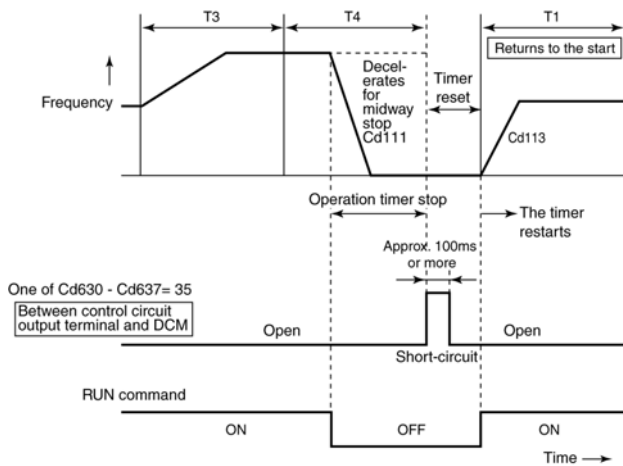 T3
T4
T1
Returns to the start
Frequency
Decel-
erates
for
midway
stop
Cd111
Timer
reset
Cd113
Operation timer stop
The timer
restarts
Approx. 100ms
or more
One of Cd630 - Cd637= 35
Between control circuit
output terminal and DCM
Open
Short-circuit
Open
RUN command
ON
OFF
ON
Time